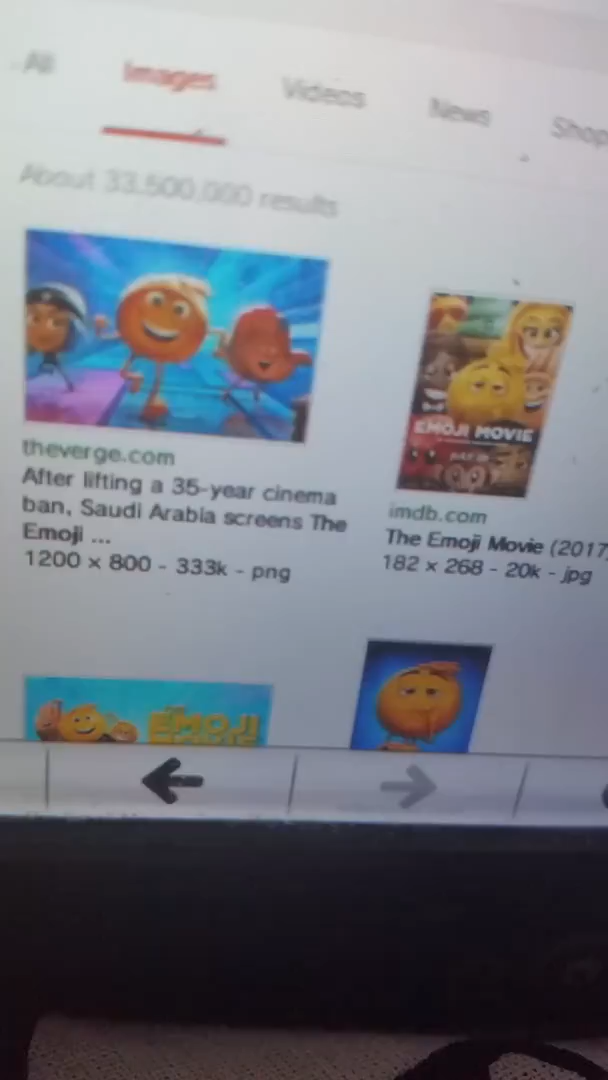 All
Images
Videos
News
Shop
About 33,500,000 results
theverge.com
After lifting a 35-year cinema
ban, Saudi Arabia screens The
Emoji ...
1200 × 800 - 333k - png
EMOJI MOVIE
imdb.com
The Emoji Movie (2017
182 × 268 - 20k - jpg
EMOJI